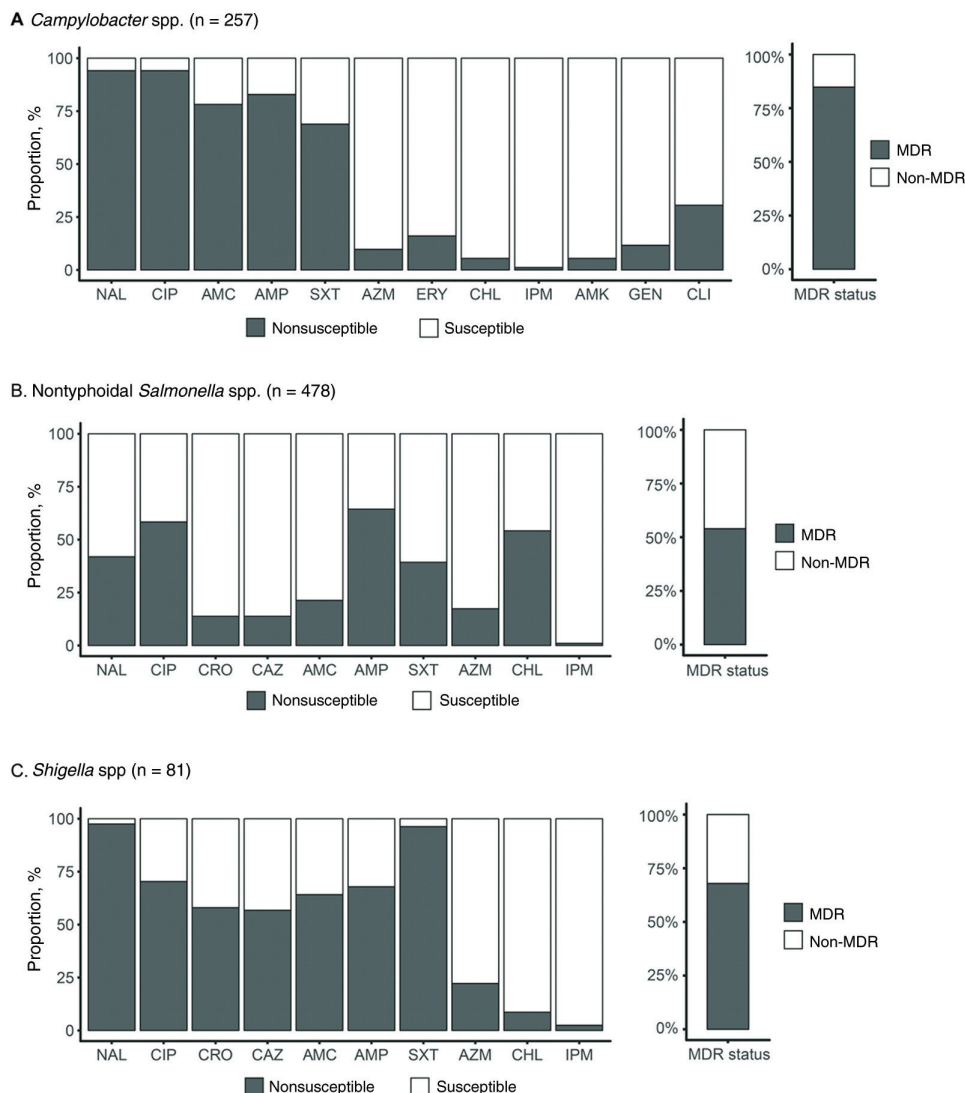 A Campylobacter spp. (n = 257)
Proportion, %
100
75
50
25
0
NAL CIP AMC AMP SXT AZM ERY CHL IPM AMK GEN CLI
Nonsusceptible Susceptible
100%
75%
50%
25%
0%
MDR status
MDR
Non-MDR
B. Nontyphoidal Salmonella spp. (n = 478)
Proportion, %
100
75
50
25
0
NAL CIP CRO CAZ AMC AMP SXT AZM CHL IPM
Nonsusceptible Susceptible
100%
75%
50%
25%
0%
MDR status
MDR
Non-MDR
C. Shigella spp (n = 81)
Proportion, %
100
75
50
25
0
NAL CIP CRO CAZ AMC AMP SXT AZM CHL IPM
Nonsusceptible Susceptible
100%
75%
50%
25%
0%
MDR status
MDR
Non-MDR